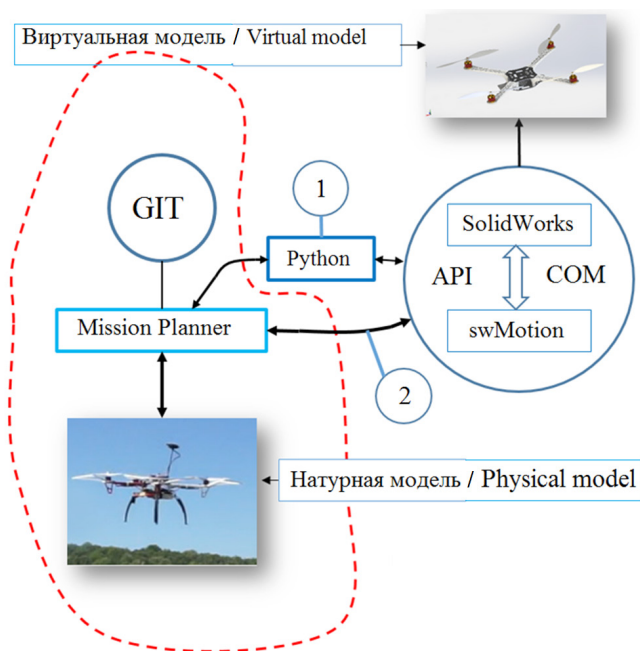 Виртуальная модель / Virtual model
1
GIT
SolidWorks
Python
API
COM
Mission Planner
swMotion
2
Натурная модель / Physical model